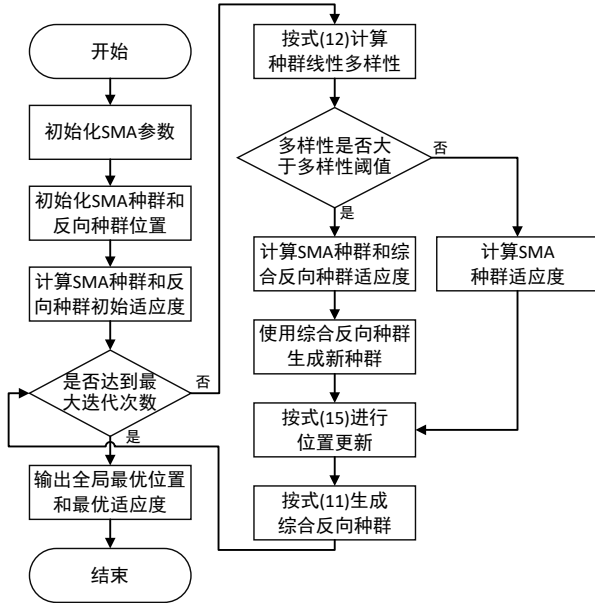 开始
初始化SMA参数
初始化SMA种群和
反向种群位置
计算SMA种群和反
向种群初始适应度
是否达到最
大迭代次数
否
是
输出全局最优位置
和最优适应度
结束
按式(12)计算
种群线性多样性
多样性是否大
于多样性阈值
否
是
计算SMA种群和综
合反向种群适应度
计算SMA
种群适应度
使用综合反向种群
生成新种群
按式(15)进行
位置更新
按式(11)生成
综合反向种群